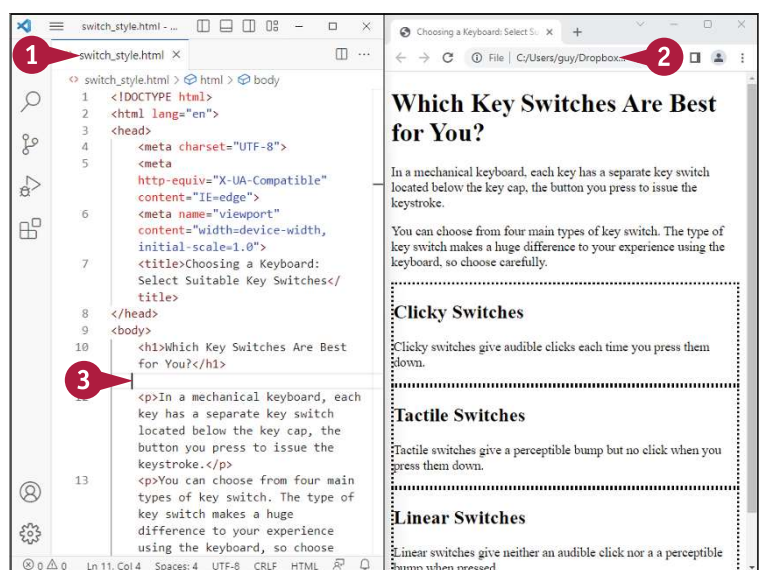 switch_style.html - ...
1
switch_style.html ×
···
<> switch_style.html > html > body
1 <!DOCTYPE html>
2 <html lang="en">
3 <head>
4 <meta charset="UTF-8">
5 <meta
http-equiv="X-UA-Compatible"
content="IE=edge">
6 <meta name="viewport"
content="width=device-width,
initial-scale=1.0">
7 <title>Choosing a Keyboard:
Select Suitable Key Switches</
title>
8 </head>
9 <body>
10 <h1>Which Key Switches Are Best
for You?</h1>
3
12 <p>In a mechanical keyboard, each
key has a separate key switch
located below the key cap, the
button you press to issue the
keystroke.</p>
13 <p>You can choose from four main
types of key switch. The type of
key switch makes a huge
difference to your experience
using the keyboard, so choose
0 0 Ln 11, Col 4 Spaces: 4 UTF-8 CRLF HTML
Choosing a Keyboard: Select Su × +
File | C:/Users/guy/Dropbox...
2
Which Key Switches Are Best
for You?
In a mechanical keyboard, each key has a separate key switch
located below the key cap, the button you press to issue the
keystroke.
You can choose from four main types of key switch. The type of
key switch makes a huge difference to your experience using the
keyboard, so choose carefully.
Clicky Switches
Clicky switches give audible clicks each time you press them
down.
Tactile Switches
Tactile switches give a perceptible bump but no click when you
press them down.
Linear Switches
Linear switches give neither an audible click nor a a perceptible
bump when pressed.